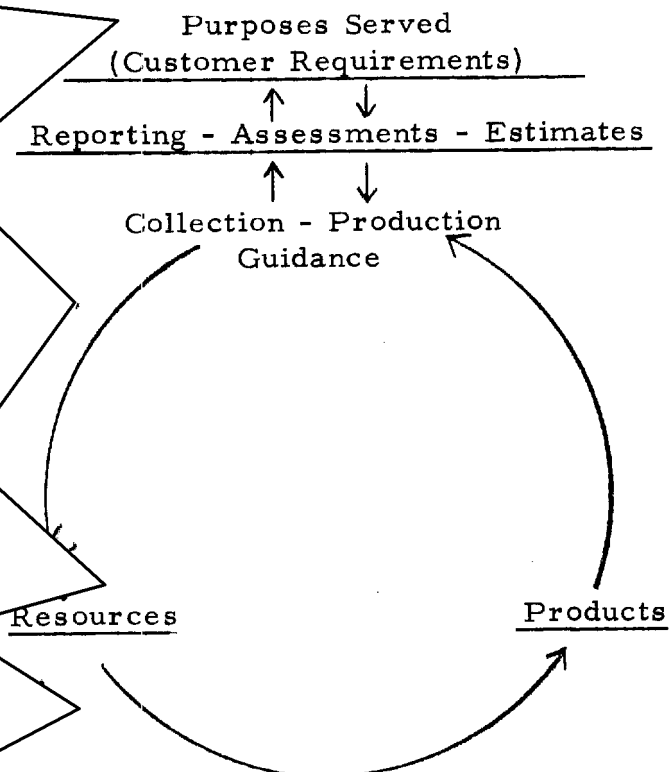 Purposes Served
(Customer Requirements)
Reporting - Assessments - Estimates
Collection - Production
Guidance
Resources
Products